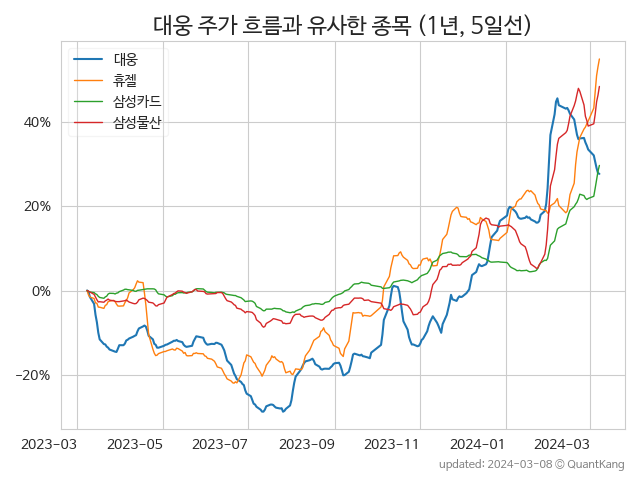 대웅 주가 흐름과 유사한 종목 (1년, 5일선)
대웅
휴젤
삼성카드
삼성물산
40%
20%
0%
−20%
2023-03 2023-05 2023-07 2023-09 2023-11 2024-01 2024-03
updated: 2024-03-08 © QuantKang